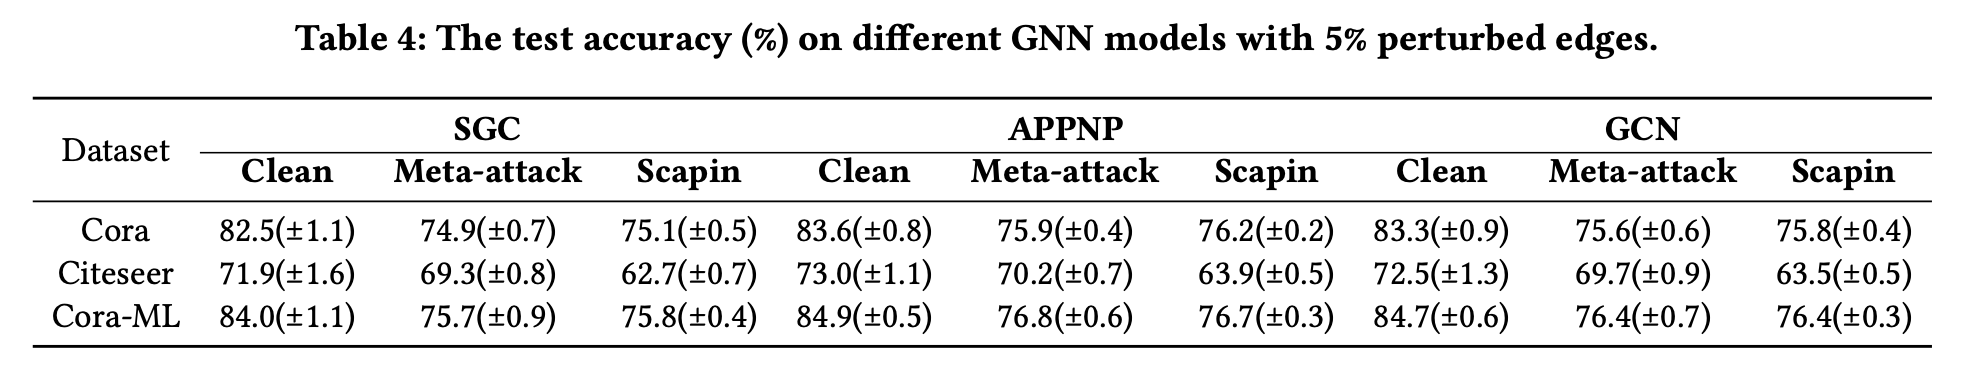 Table 4: The test accuracy (%) on different GNN models with 5% perturbed edges.
Dataset SGC APPNP GCN
Clean Meta-attack Scapin Clean Meta-attack Scapin Clean Meta-attack Scapin
Cora 82.5(±1.1) 74.9(±0.7) 75.1(±0.5) 83.6(±0.8) 75.9(±0.4) 76.2(±0.2) 83.3(±0.9) 75.6(±0.6) 75.8(±0.4)
Citeseer 71.9(±1.6) 69.3(±0.8) 62.7(±0.7) 73.0(±1.1) 70.2(±0.7) 63.9(±0.5) 72.5(±1.3) 69.7(±0.9) 63.5(±0.5)
Cora-ML 84.0(±1.1) 75.7(±0.9) 75.8(±0.4) 84.9(±0.5) 76.8(±0.6) 76.7(±0.3) 84.7(±0.6) 76.4(±0.7) 76.4(±0.3)